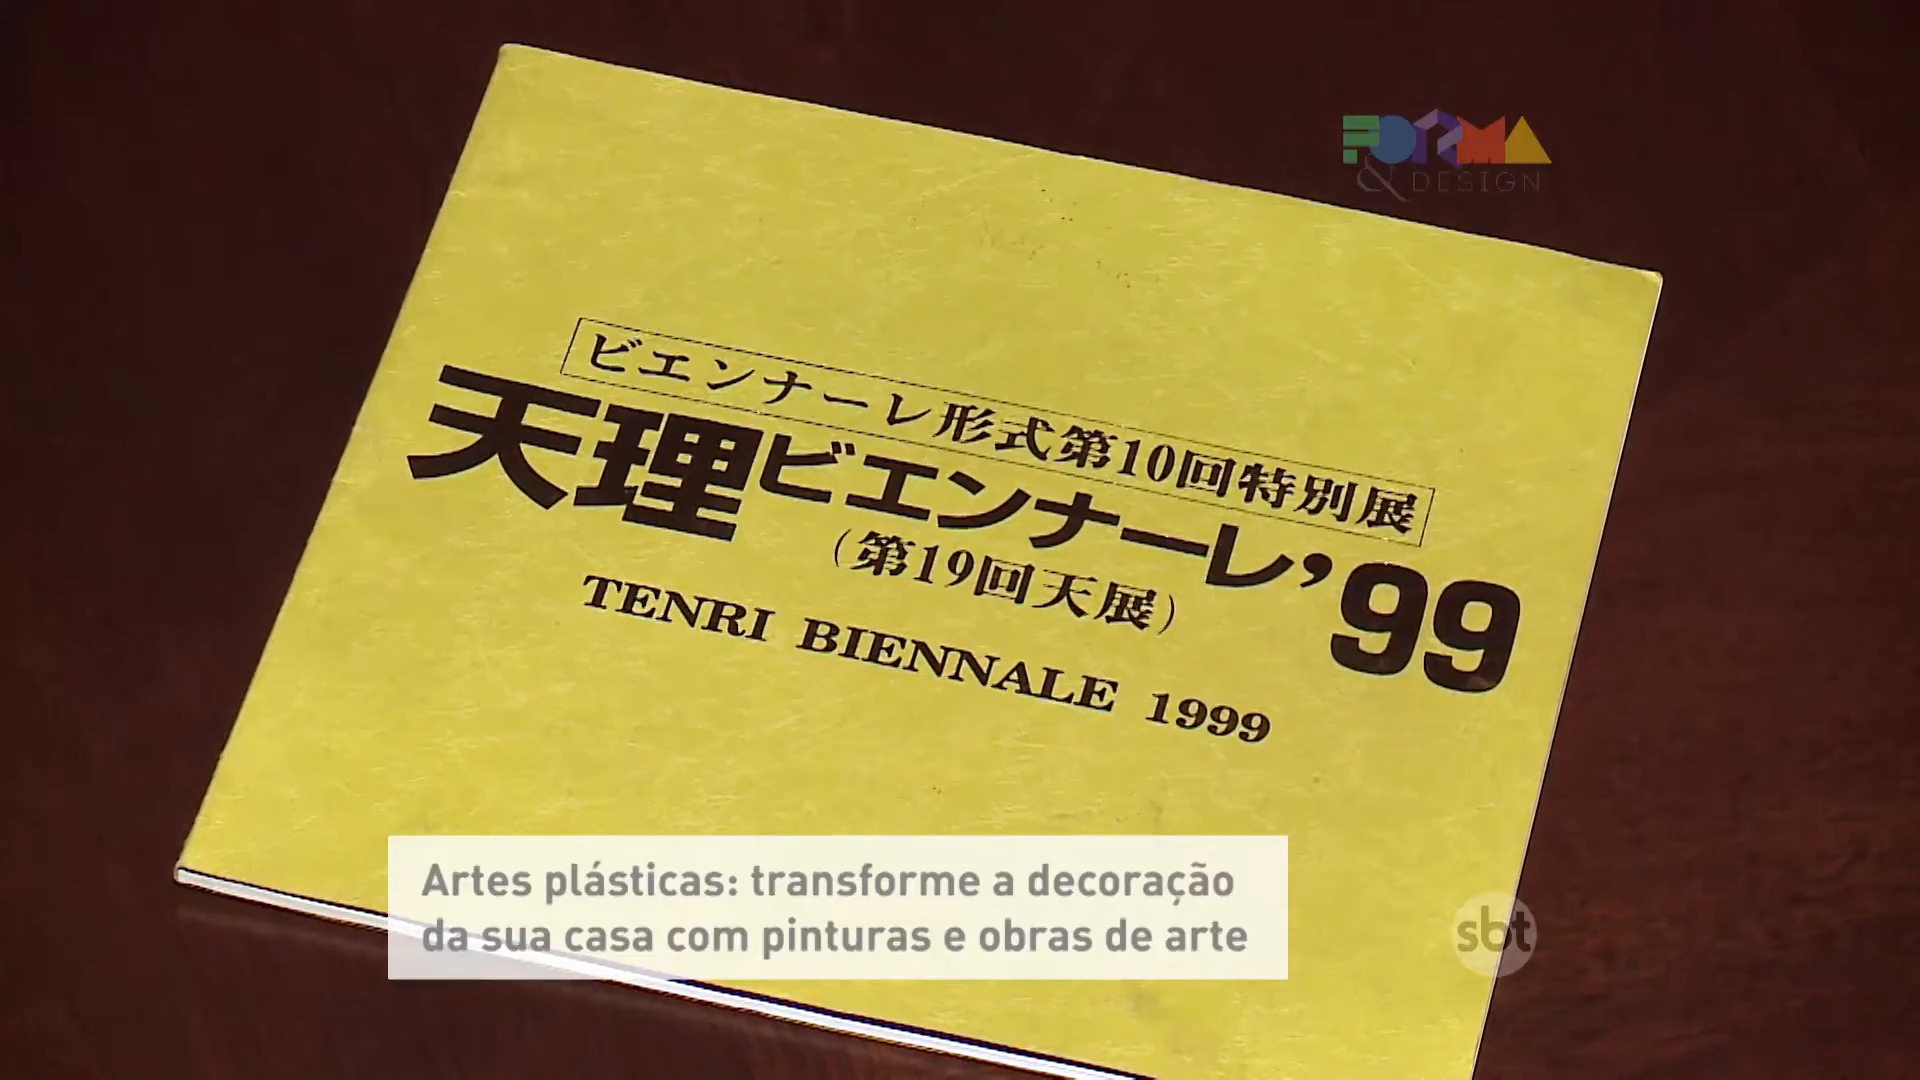 FORMA
& DESIGN
ビエンナーレ形式第10回特別展
天理ビエンナーレ'99
(第19回天展)
TENRI BIENNALE 1999
Artes plásticas: transforme a decoração
da sua casa com pinturas e obras de arte
sbt